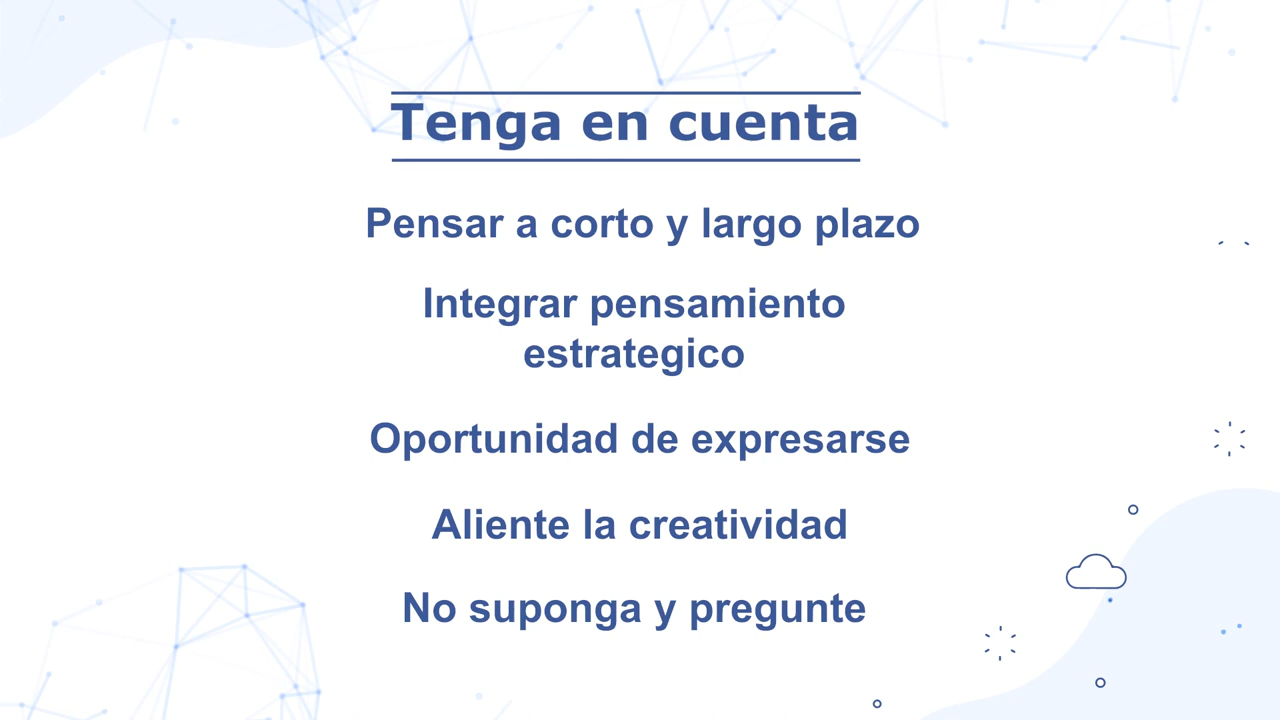 Tenga en cuenta
Pensar a corto y largo plazo
Integrar pensamiento
estrategico
Oportunidad de expresarse
Aliente la creatividad
No suponga y pregunte